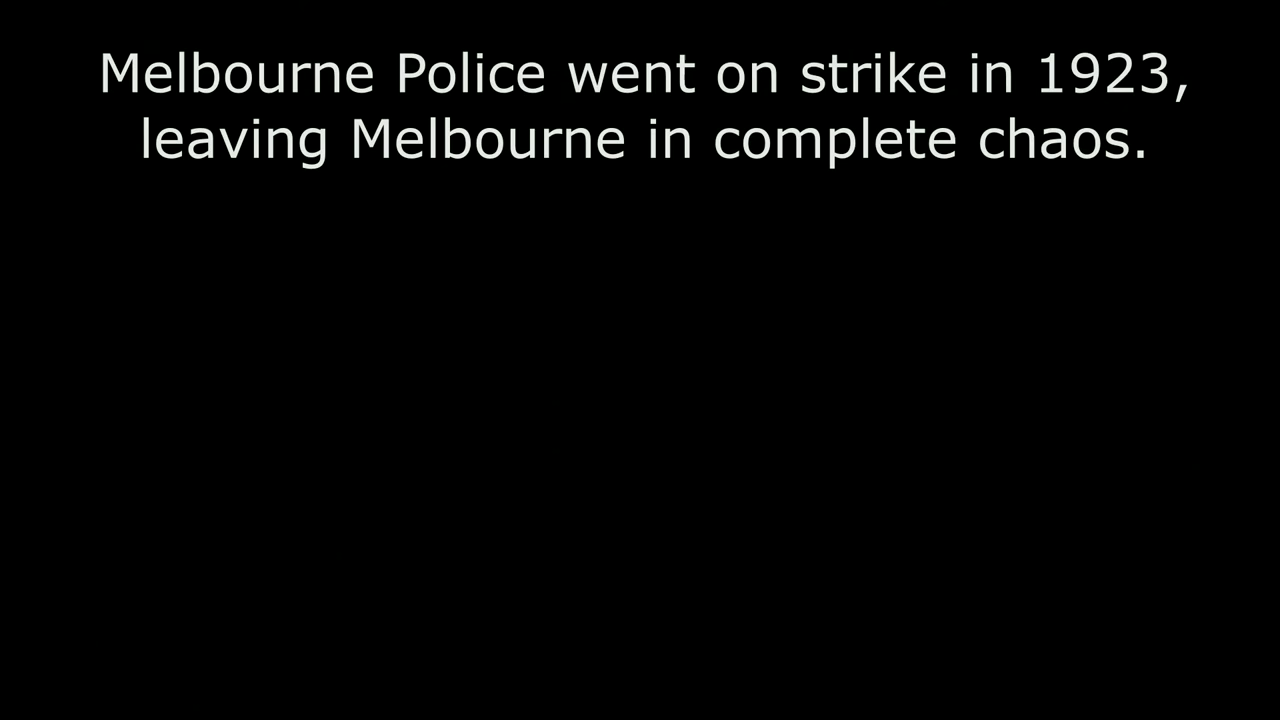 Melbourne Police went on strike in 1923,
leaving Melbourne in complete chaos.